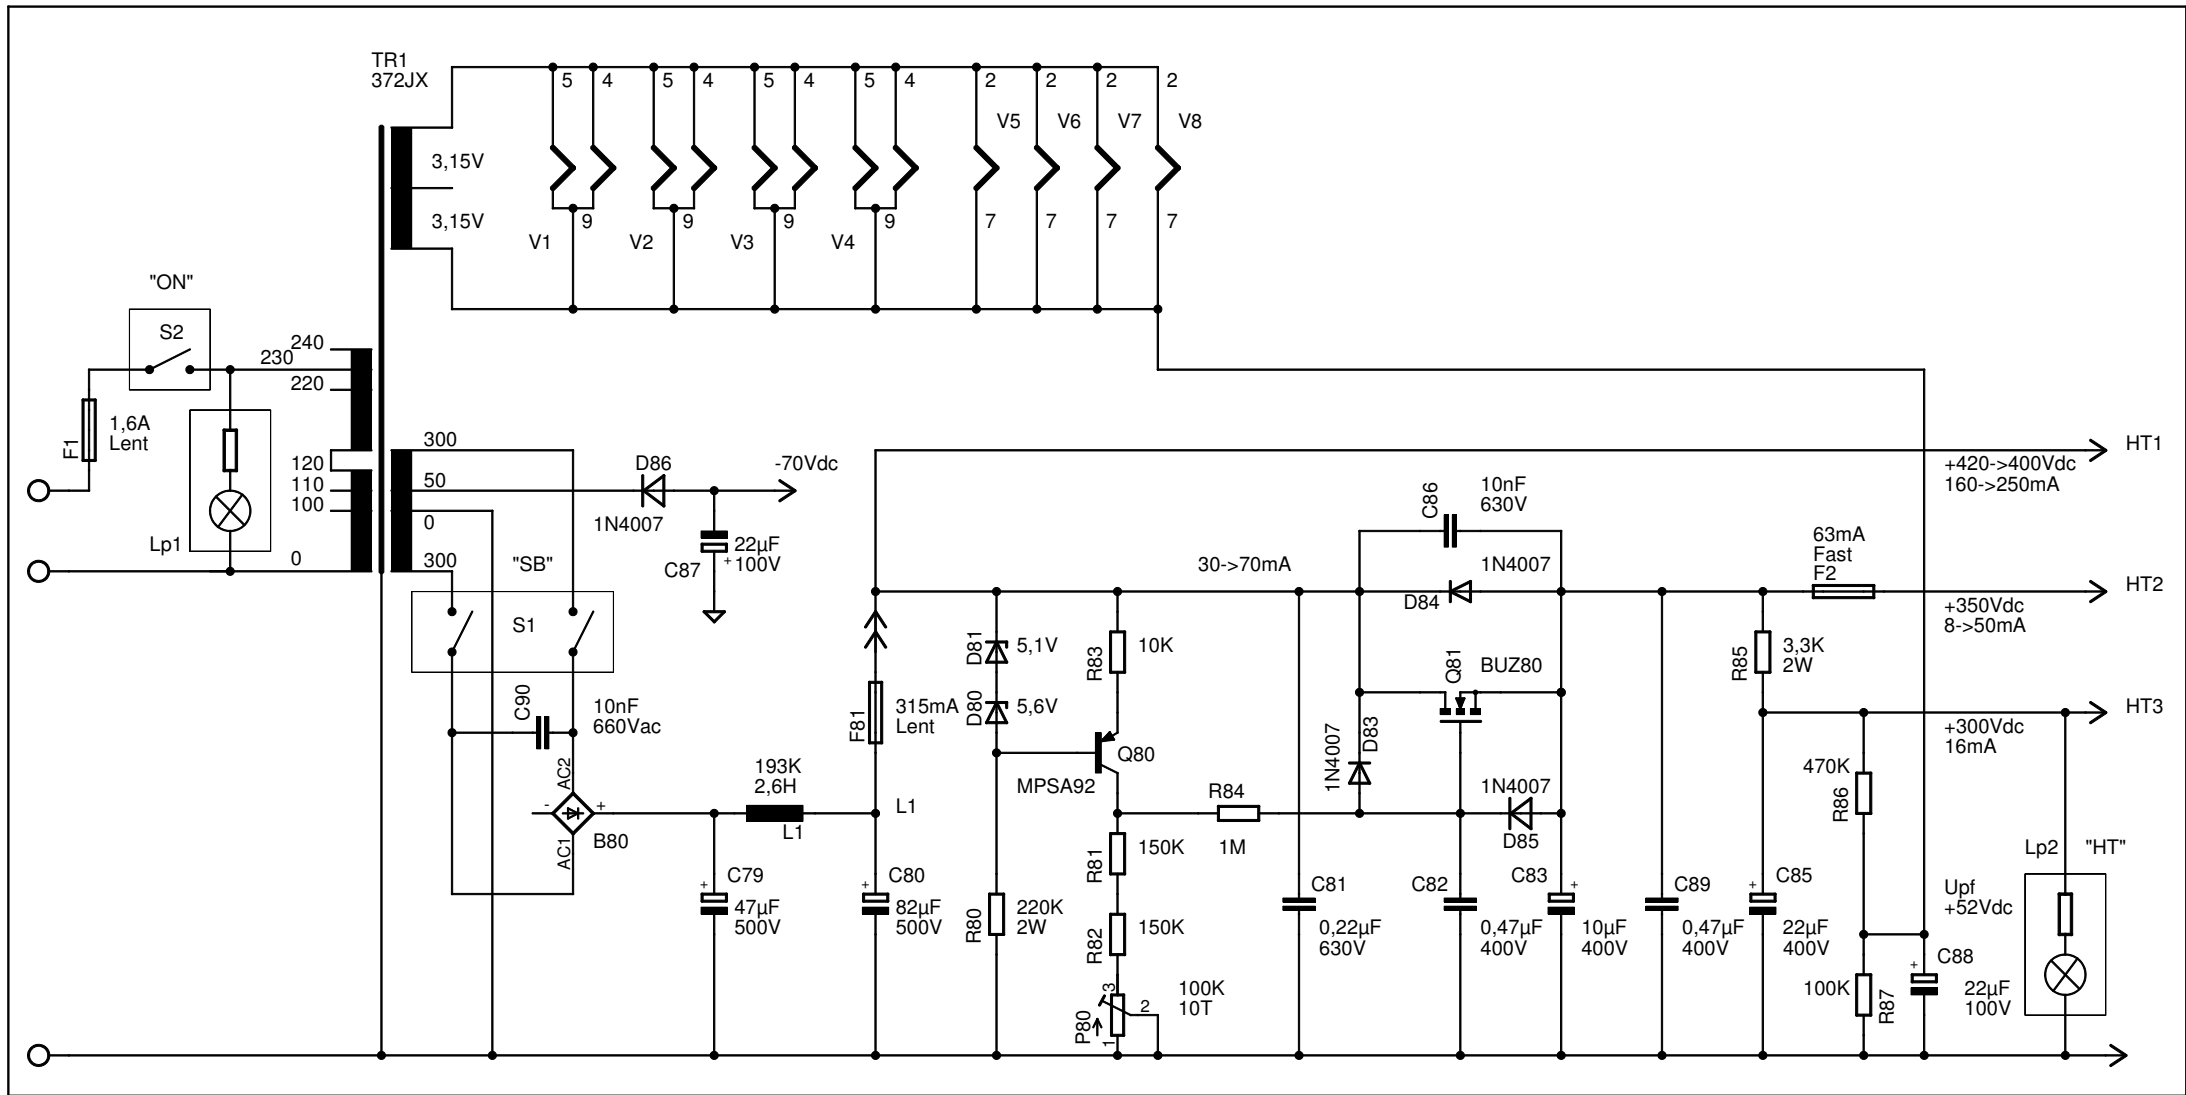 TR1
372JX
5 4 5 4 5 4 5 4 2 2 2 2
V5 V6 V7 V8
3,15V
3,15V
9 9 9 9 7 7 7 7
V1 V2 V3 V4
"ON"
S2
240
230
220
F1
1,6A
Lent
120
110
100
0
Lp1
300
50
0
300
D86
1N4007
-70Vdc
22µF
100V
+
C87
"SB"
S1
C90
10nF
660Vac
AC2
AC1
-
+
B80
193K
2,6H
L1
L1
F81
315mA
Lent
+
C79
47µF
500V
+
C80
82µF
500V
D81
5,1V
D80
5,6V
R83
10K
Q80
MPSA92
R80
220K
2W
R81
150K
R82
150K
P80
3
2
1
100K
10T
R84
1M
30->70mA
C86
10nF
630V
D84
1N4007
Q81
BUZ80
1N4007
D83
1N4007
D85
C81
0,22µF
630V
C82
0,47µF
400V
C83
+
10µF
400V
C89
0,47µF
400V
+
C85
22µF
400V
R85
3,3K
2W
63mA
Fast
F2
HT1
+420->400Vdc
160->250mA
HT2
+350Vdc
8->50mA
HT3
+300Vdc
16mA
470K
R86
100K
R87
Upf
+52Vdc
+
C88
22µF
100V
Lp2
"HT"